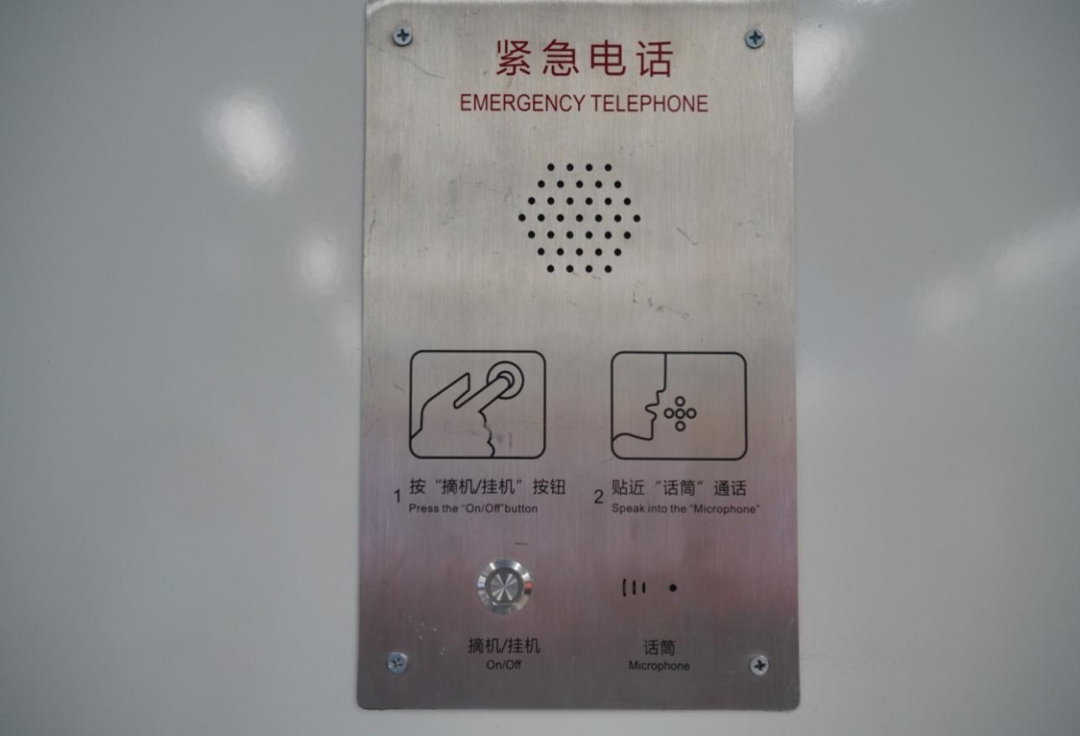 紧急电话
EMERGENCY TELEPHONE
1 按“摘机/挂机”按钮
Press the "On/Off"button
2 贴近“话筒”通话
Speak into the "Microphone"
摘机/挂机
On/Off
话筒
Microphone